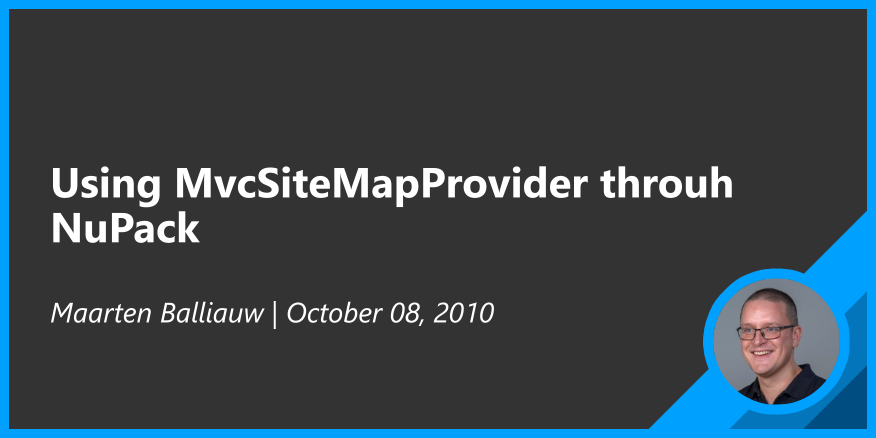 Using MvcSiteMapProvider throuh
NuPack
Maarten Balliauw | October 08, 2010